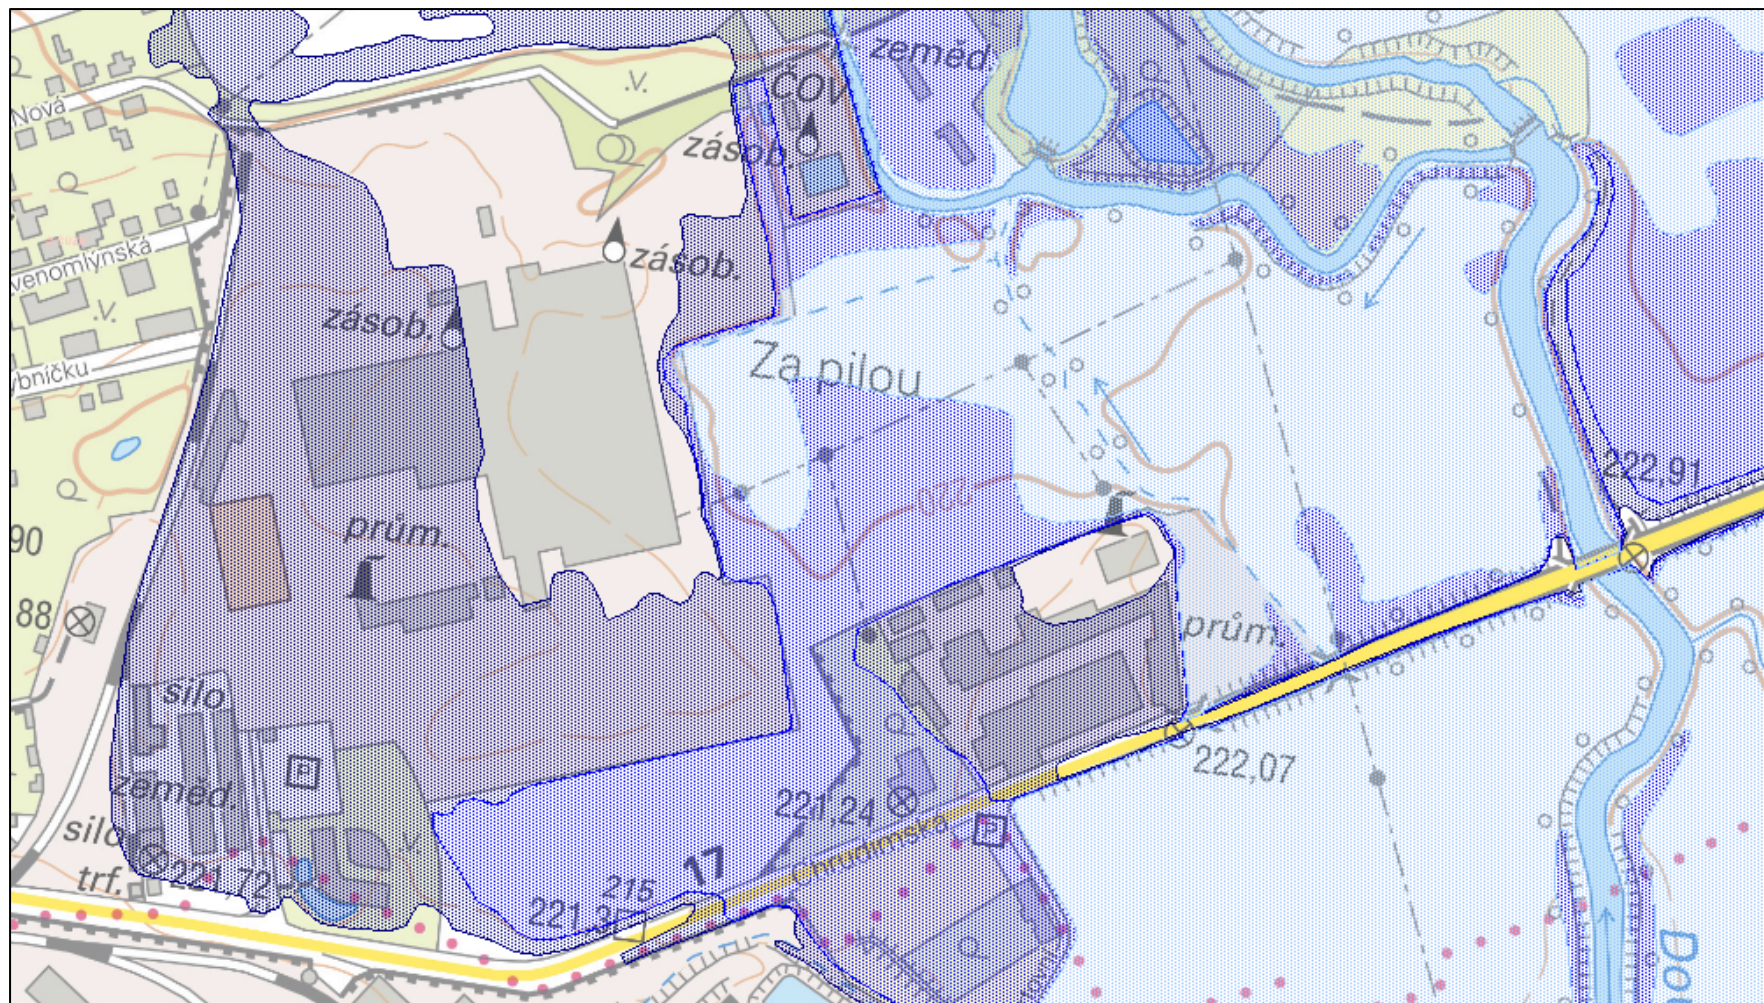 zeměd.
ČOV
Nová
zásob.
venomlýnská
zásob.
zásob.
ybníčku
Za pilou
222,91
220
90
prům.
88
prům.
silo
P
222,07
zeměd.
221,24
silo
P
.V.
trf.
221,72
17
215
221,3
Do
.V.
.V.